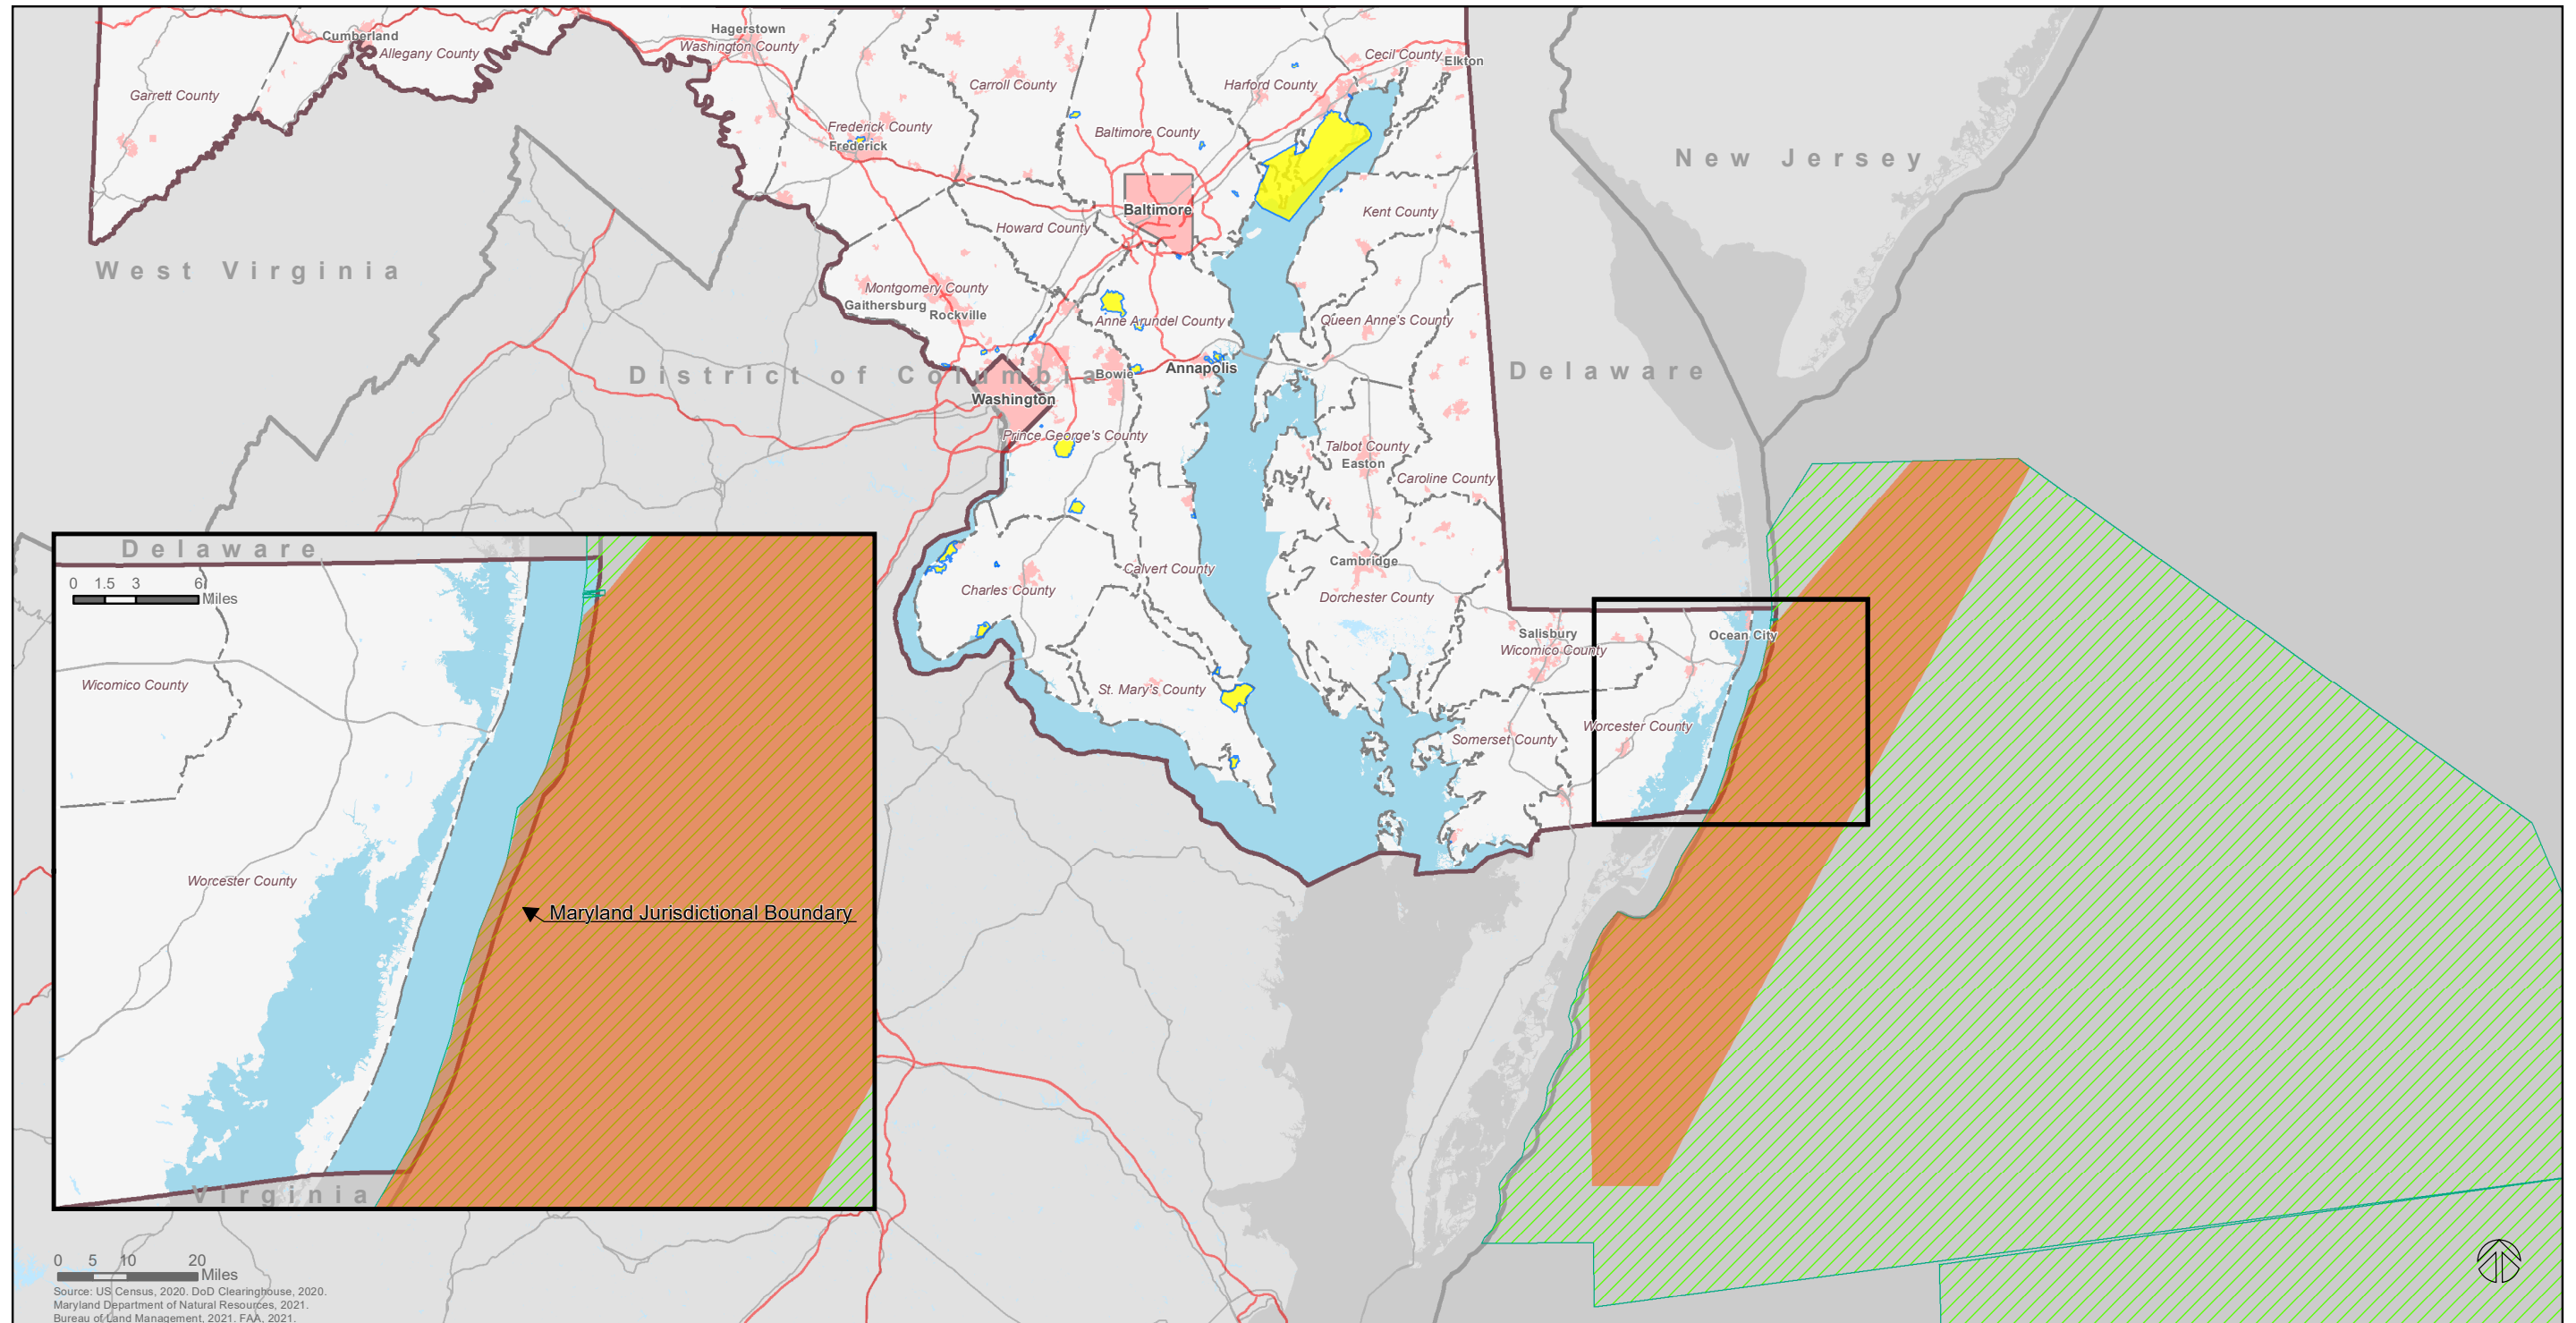 Hagerstown
Cumberland
Washington County
Allegany County
Cecil County
Elkton
Garrett County
Carroll County
Harford County
Frederick County
Frederick
Baltimore County
New Jersey
Baltimore
Kent County
Howard County
West Virginia
Montgomery County
Gaithersburg
Rockville
Anne Arundel County
Queen Anne's County
District of Columbia
Bowie
Annapolis
Delaware
Washington
Prince George's County
Talbot County
Easton
Caroline County
Cambridge
Calvert County
Charles County
Dorchester County
Salisbury
Ocean City
Wicomico County
St. Mary's County
Worcester County
Somerset County
Delaware
0 1.5 3 6
Miles
Wicomico County
Worcester County
Maryland Jurisdictional Boundary
Virginia
0 5 10 20
Miles
Source: US Census, 2020. DoD Clearinghouse, 2020.
Maryland Department of Natural Resources, 2021.
Bureau of Land Management, 2021. FAA, 2021.